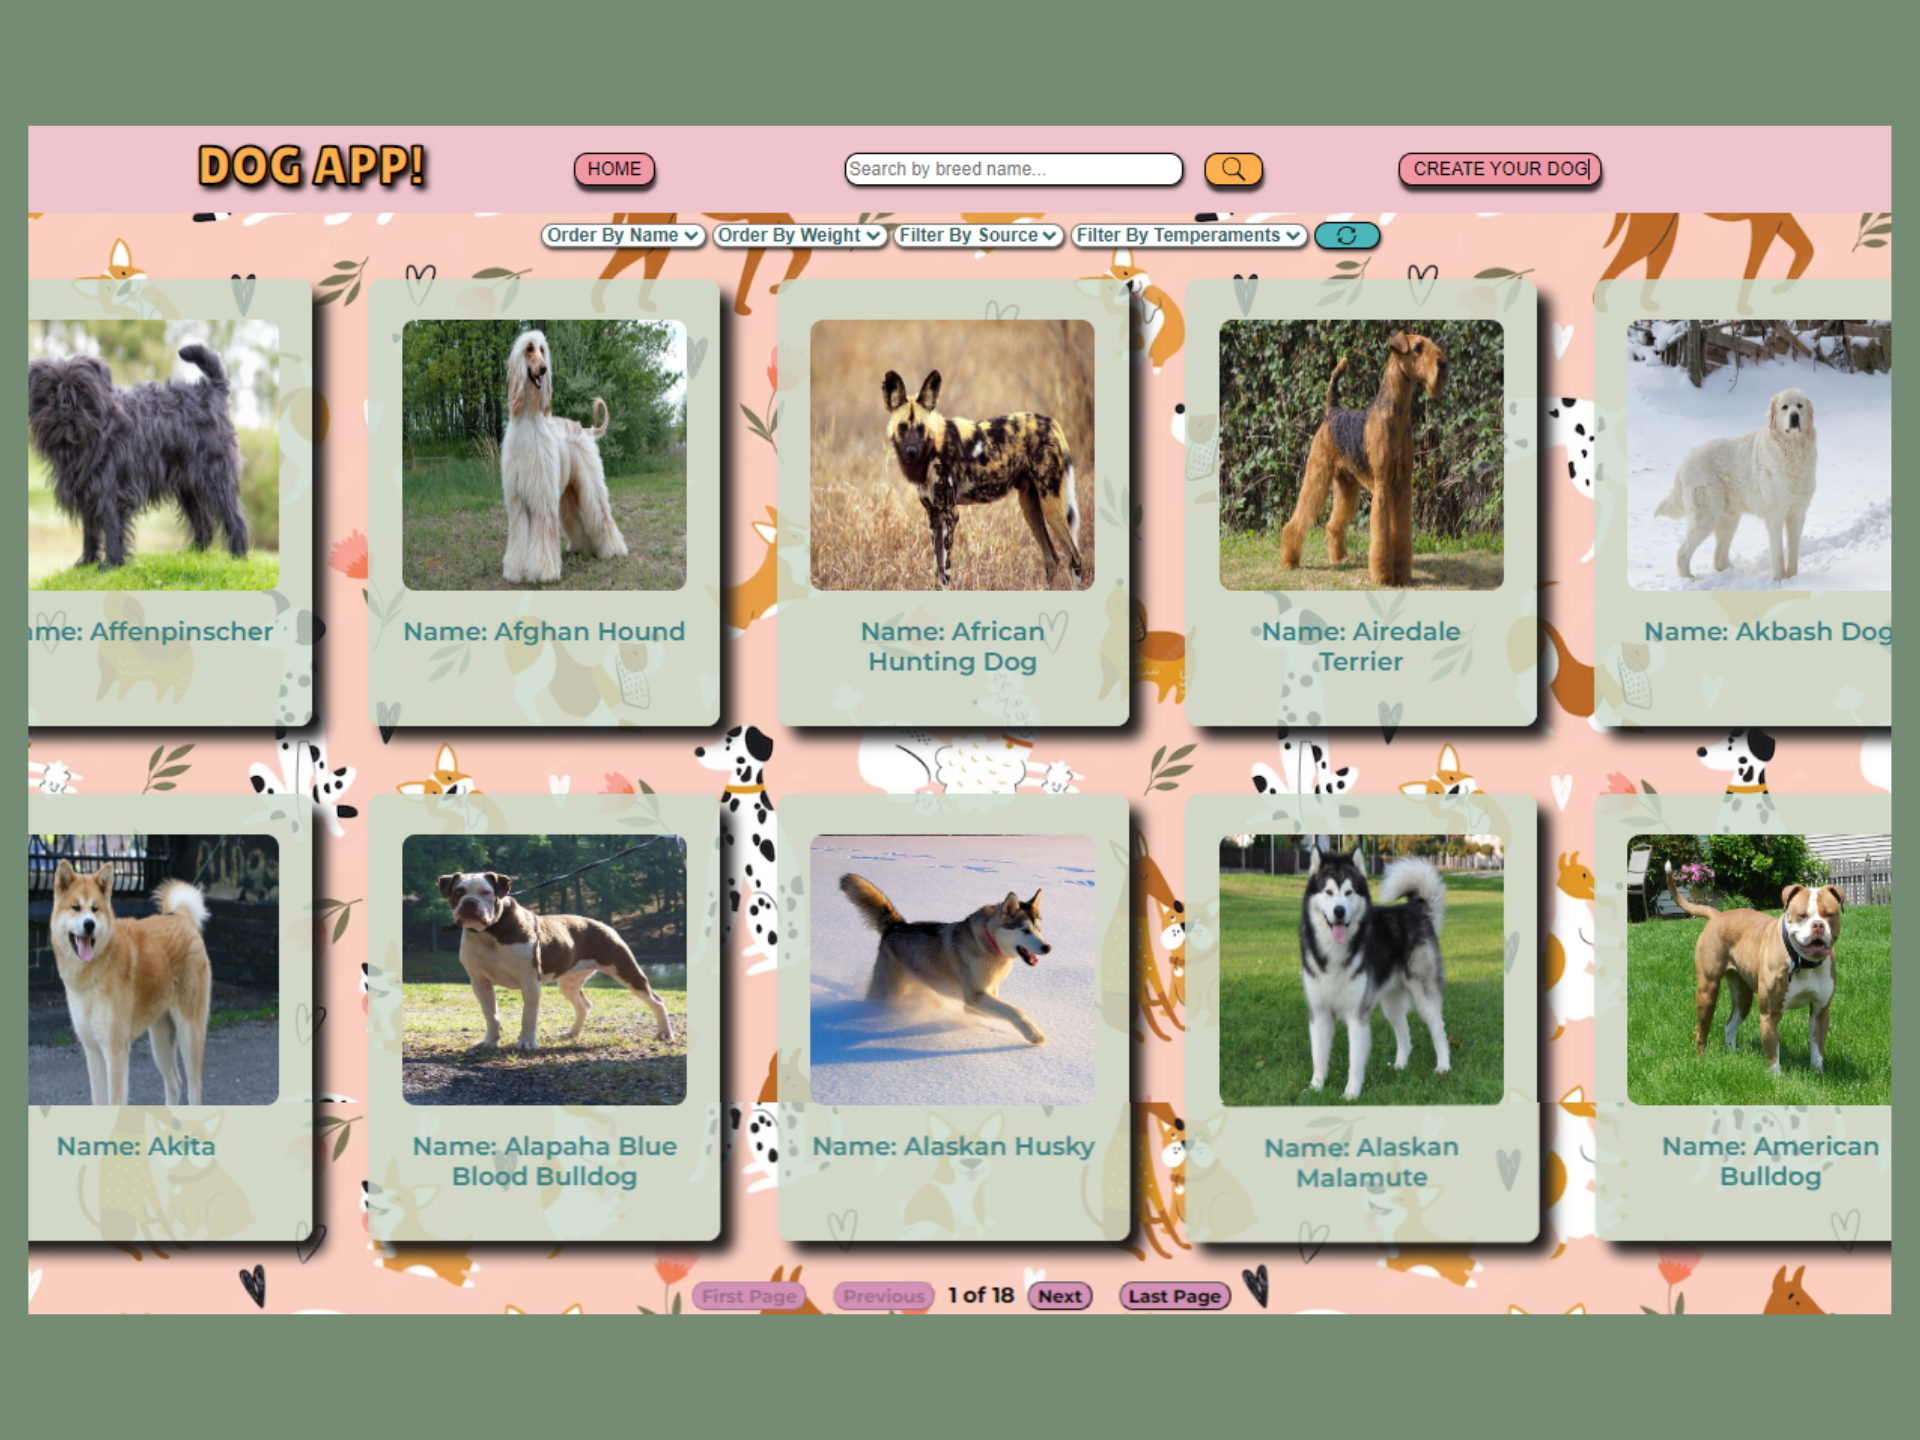 DOG APP!
HOME
Search by breed name...
CREATE YOUR DOG
Order By Name
Order By Weight
Filter By Source
Filter By Temperaments
ame: Affenpinscher
Name: Afghan Hound
Name: African
Hunting Dog
Name: Airedale
Terrier
Name: Akbash Dog
Name: Akita
Name: Alapaha Blue
Blood Bulldog
Name: Alaskan Husky
Name: Alaskan
Malamute
Name: American
Bulldog
First Page
Previous
1 of 18
Next
Last Page